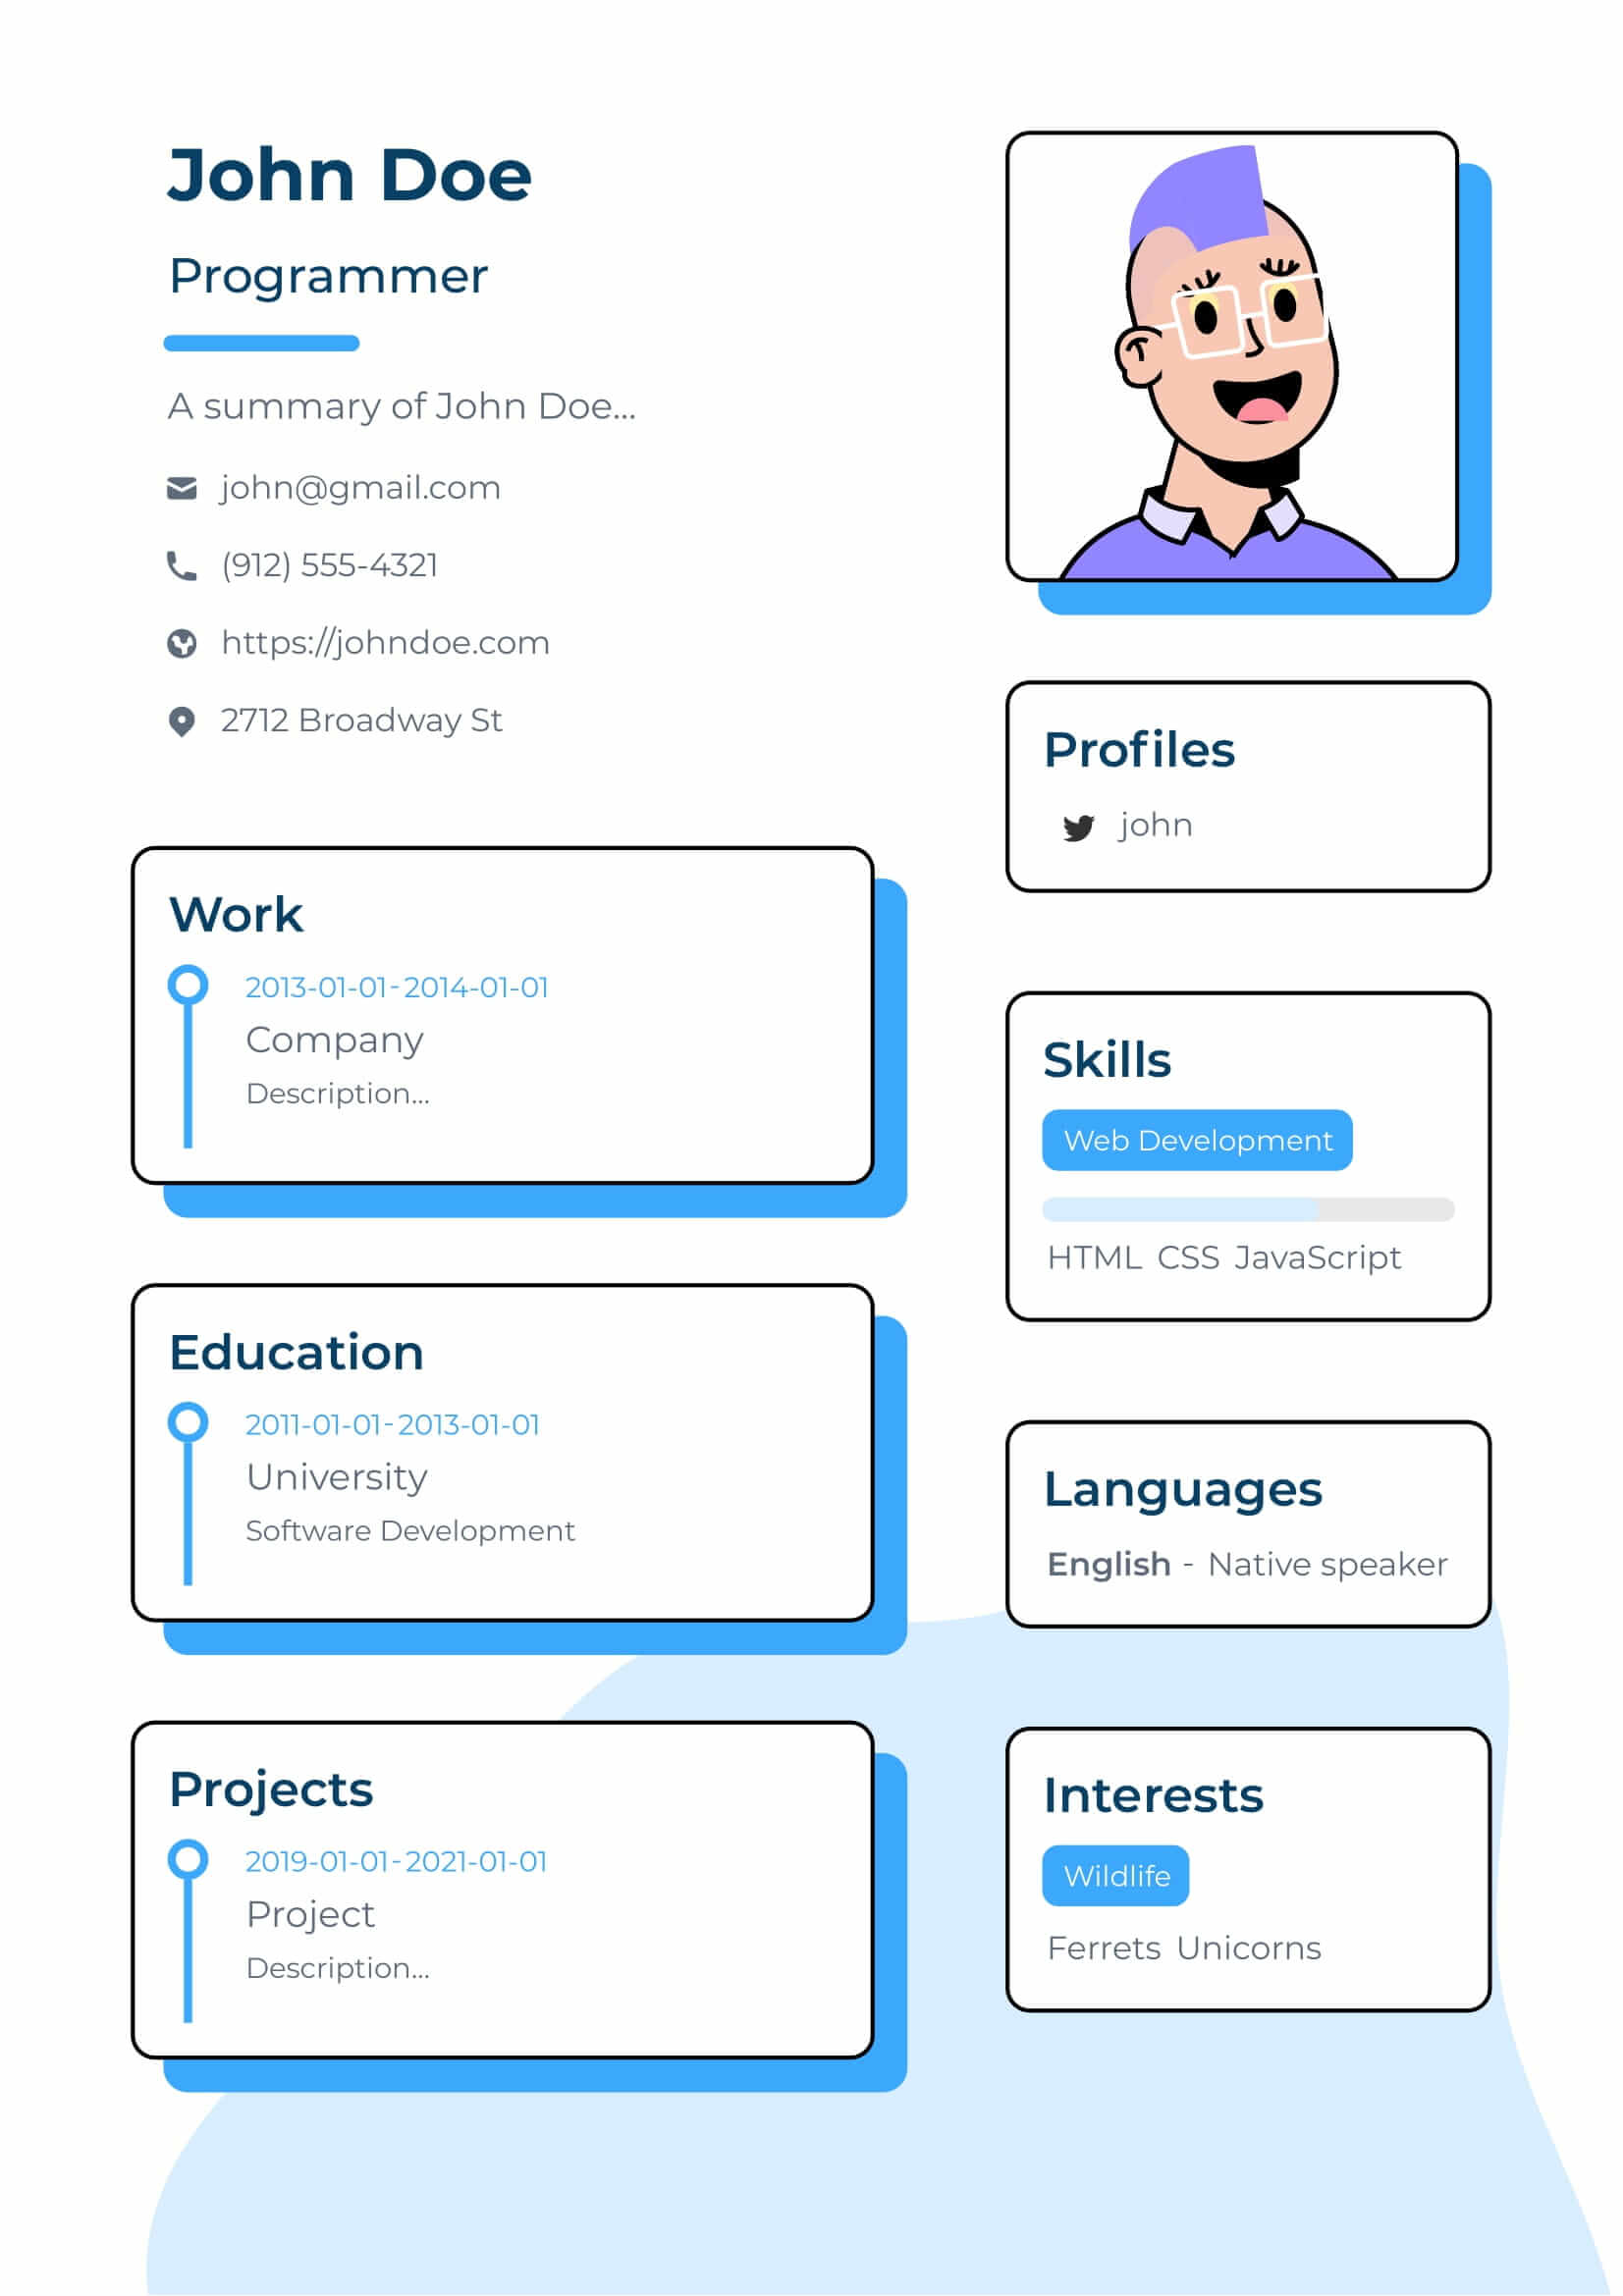 John Doe
Programmer
A summary of John Doe...
john@gmail.com
(912) 555-4321
https://johndoe.com
2712 Broadway St
Work
2013-01-01-2014-01-01
Company
Description...
Education
2011-01-01-2013-01-01
University
Software Development
Projects
2019-01-01-2021-01-01
Project
Description...
Profiles
john
Skills
Web Development
HTML CSS JavaScript
Languages
English - Native speaker
Interests
Wildlife
Ferrets Unicorns